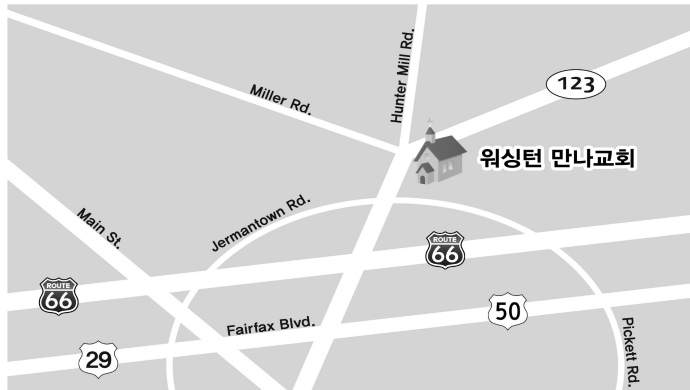 Hunter Mill Rd.
Miller Rd.
123
워싱턴 만나교회
Main St.
Jermantown Rd.
ROUTE
66
ROUTE
66
50
Fairfax Blvd.
29
Pickett Rd.